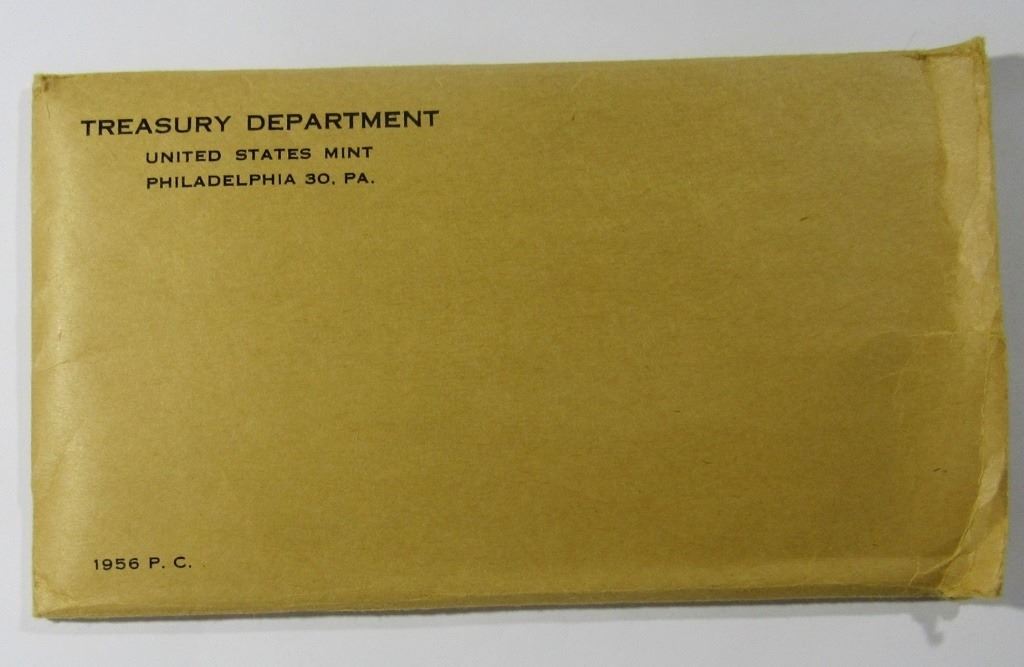 TREASURY DEPARTMENT
UNITED STATES MINT
PHILADELPHIA 30, PA.
1956 P. C.